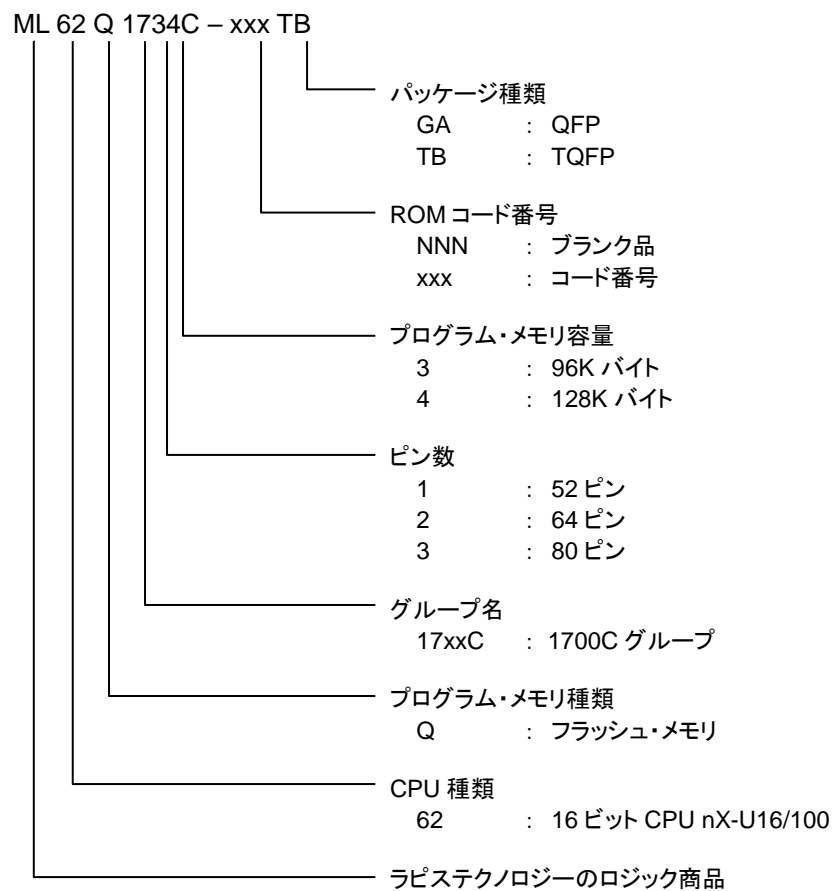 ML 62 Q 1734C – xxx TB
パッケージ種類
GA : QFP
TB : TQFP
ROM コード番号
NNN : ブランク品
xxx : コード番号
プログラム・メモリ容量
3 : 96K バイト
4 : 128K バイト
ピン数
1 : 52 ピン
2 : 64 ピン
3 : 80 ピン
グループ名
17xxC : 1700C グループ
プログラム・メモリ種類
Q : フラッシュ・メモリ
CPU 種類
62 : 16 ビット CPU nX-U16/100
ラピステクノロジーのロジック商品